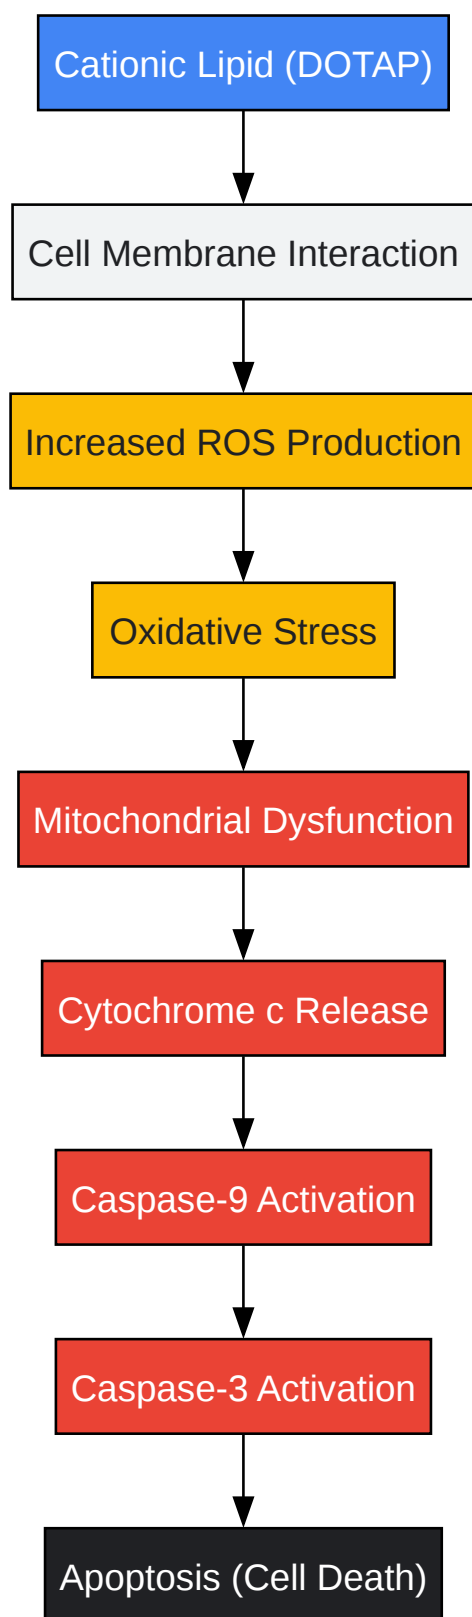 Cationic Lipid (DOTAP)
Cell Membrane Interaction
Increased ROS Production
Oxidative Stress
Mitochondrial Dysfunction
Cytochrome c Release
Caspase-9 Activation
Caspase-3 Activation
Apoptosis (Cell Death)